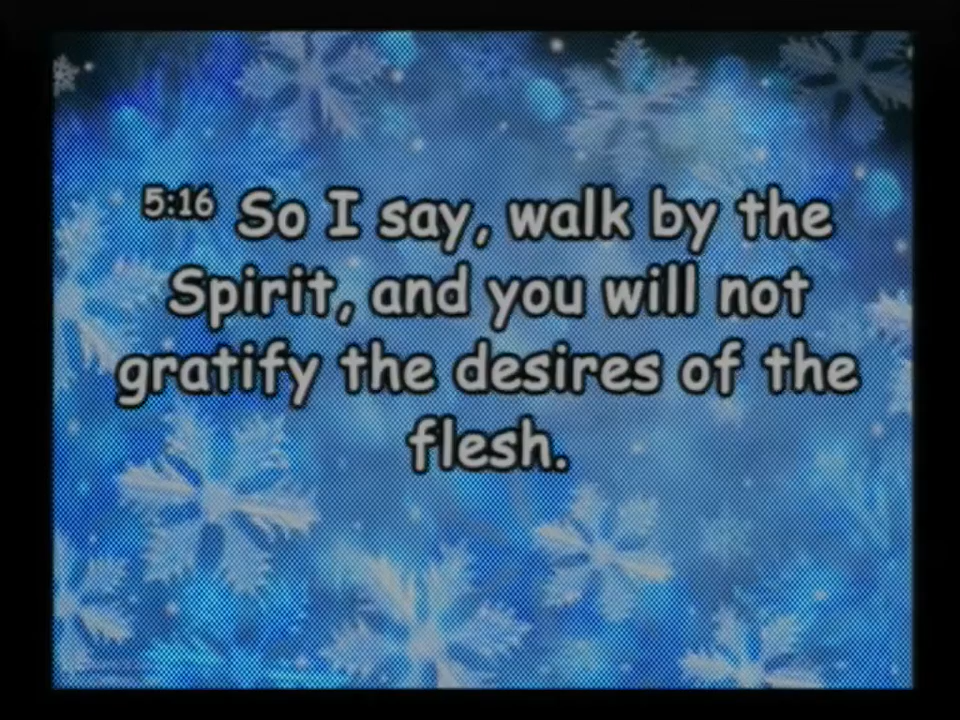 5:16 So I say, walk by the
Spirit, and you will not
gratify the desires of the
flesh.